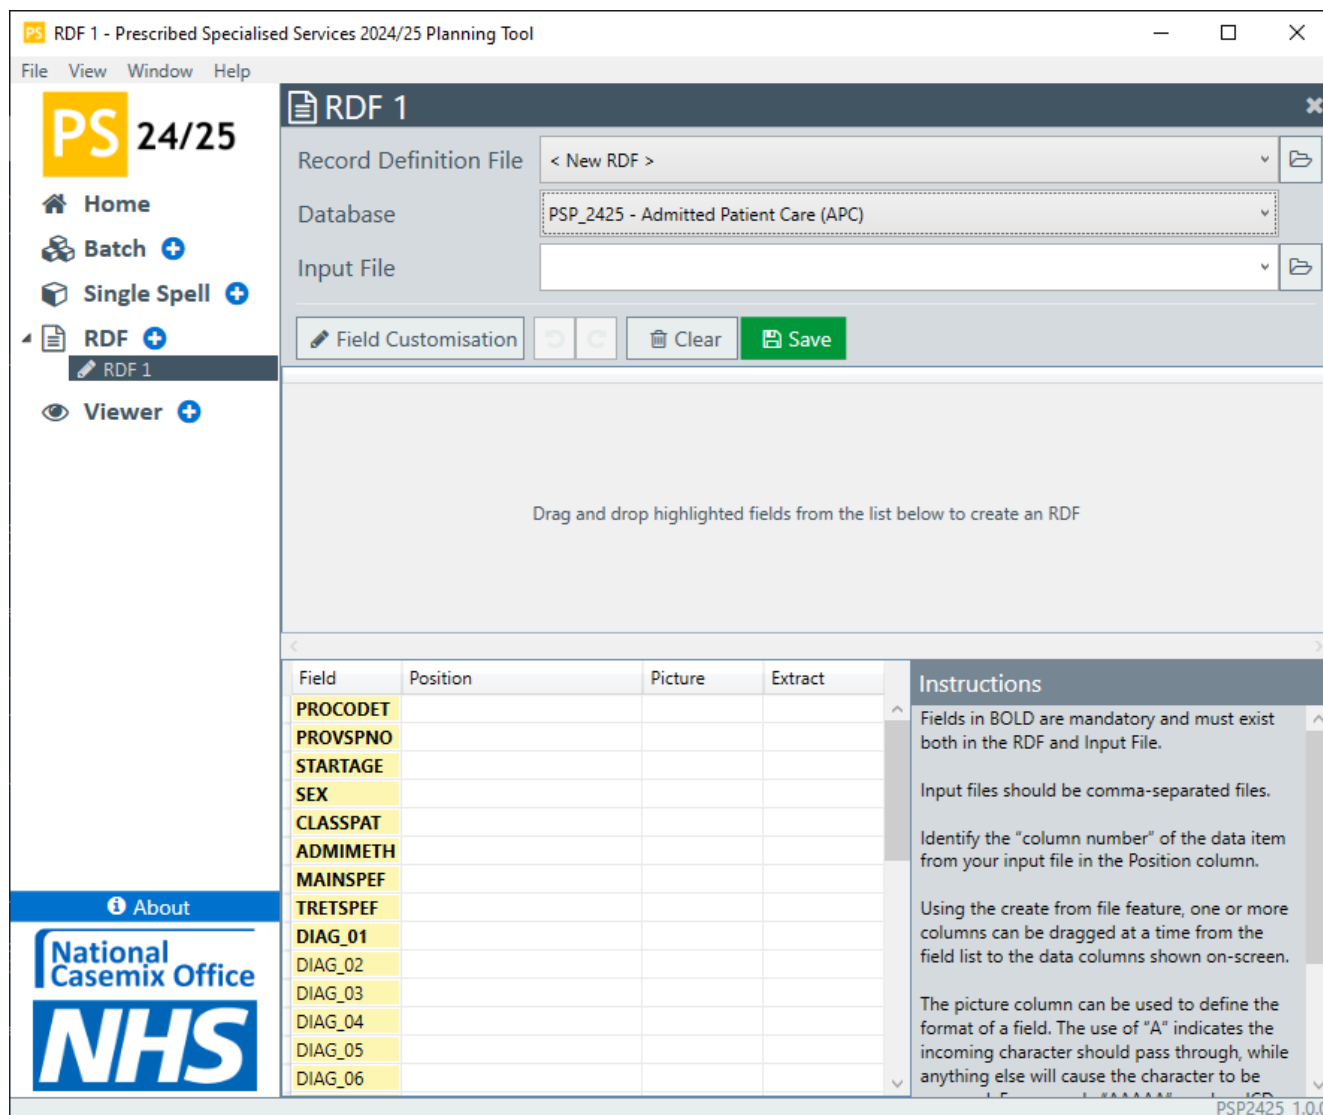 PS RDF 1 - Prescribed Specialised Services 2024/25 Planning Tool
File View Window Help
PS 24/25
Home
Batch
Single Spell
RDF
RDF 1
Viewer
About
National
Casemix Office
NHS
RDF 1
Record Definition File < New RDF >
Database PSP_2425 - Admitted Patient Care (APC)
Input File
Field Customisation Clear Save
Drag and drop highlighted fields from the list below to create an RDF
Field Position Picture Extract
PROCODET
PROVSPNO
STARTAGE
SEX
CLASSPAT
ADMIMETH
MAINSPEF
TRETSPEF
DIAG_01
DIAG_02
DIAG_03
DIAG_04
DIAG_05
DIAG_06
Instructions
Fields in BOLD are mandatory and must exist
both in the RDF and Input File.
Input files should be comma-separated files.
Identify the “column number” of the data item
from your input file in the Position column.
Using the create from file feature, one or more
columns can be dragged at a time from the
field list to the data columns shown on-screen.
The picture column can be used to define the
format of a field. The use of “A” indicates the
incoming character should pass through, while
anything else will cause the character to be
PSP2425 1.0.0